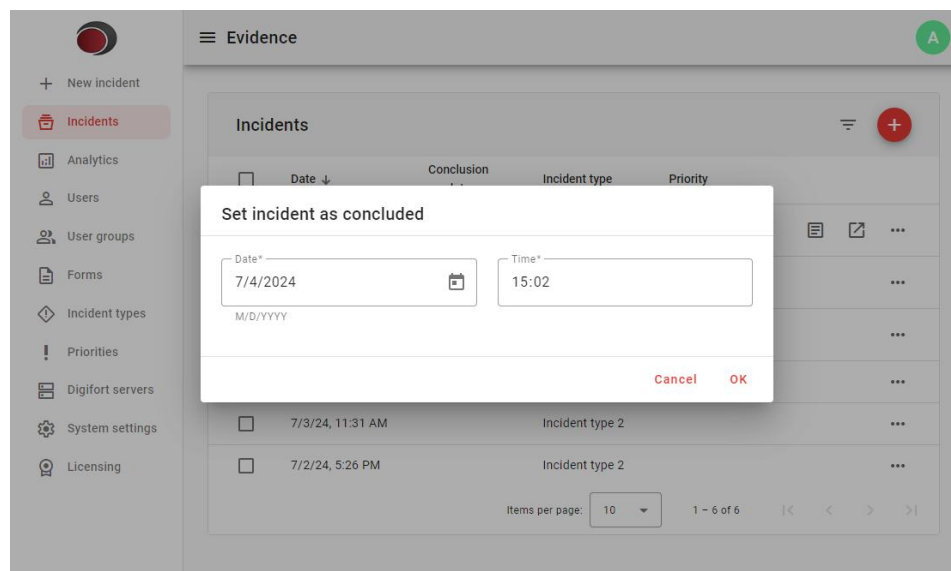 Evidence
A
New incident
Incidents
Analytics
Users
User groups
Forms
Incident types
Priorities
Digifort servers
System settings
Licensing
Incidents
Date ↓ Conclusion Incident type Priority
Set incident as concluded
Date* Time*
7/4/2024 15:02
M/D/YYYY
Cancel OK
7/3/24, 11:31 AM Incident type 2
7/2/24, 5:26 PM Incident type 2
Items per page: 10 1 – 6 of 6